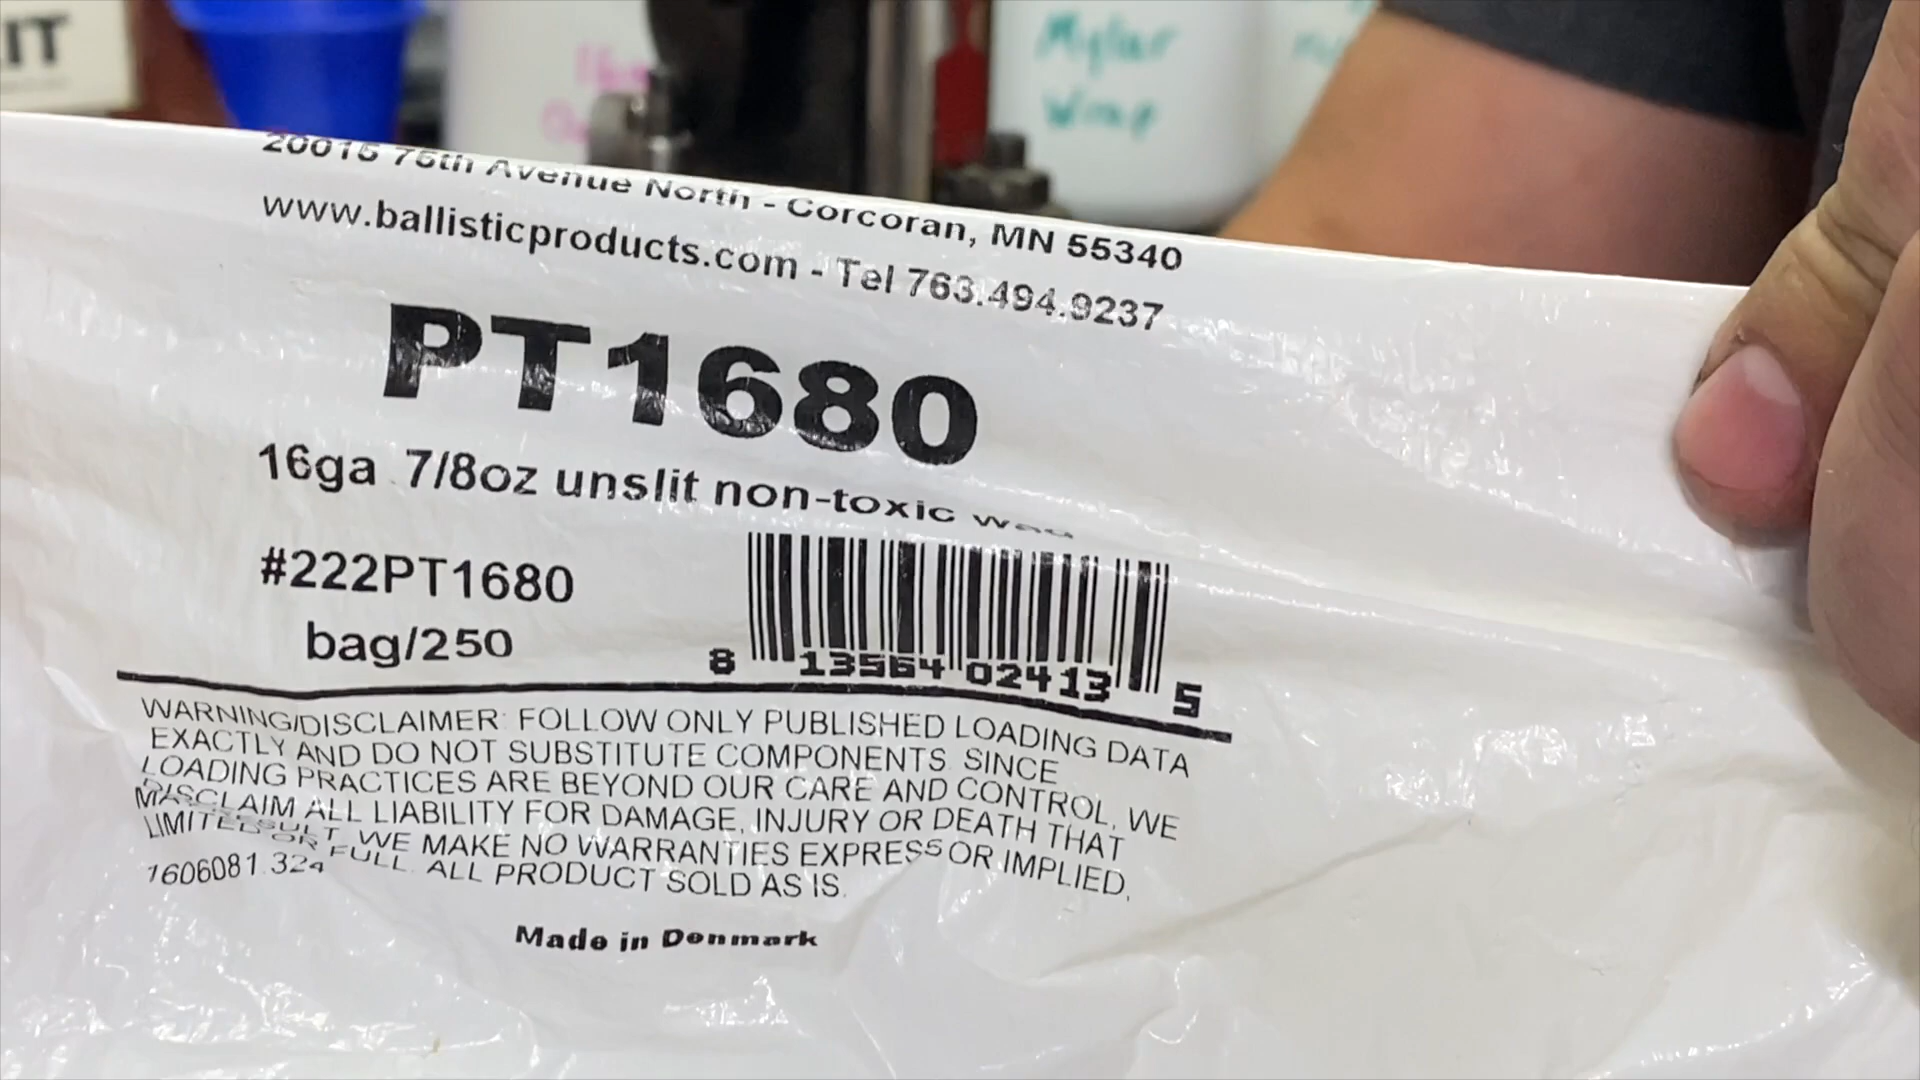 IT
Mylar
Wrap
20015 75th Avenue North - Corcoran, MN 55340
www.ballisticproducts.com - Tel 763.494.9237
PT1680
16ga 7/8oz unslit non-toxic wad
#222PT1680
bag/250
8 13564 02413 5
WARNING/DISCLAIMER: FOLLOW ONLY PUBLISHED LOADING DATA
EXACTLY AND DO NOT SUBSTITUTE COMPONENTS. SINCE
LOADING PRACTICES ARE BEYOND OUR CARE AND CONTROL, WE
DISCLAIM ALL LIABILITY FOR DAMAGE, INJURY OR DEATH THAT
MAY RESULT. WE MAKE NO WARRANTIES EXPRESS OR IMPLIED,
LIMITED OR FULL. ALL PRODUCT SOLD AS IS.
1606081.324
Made in Denmark